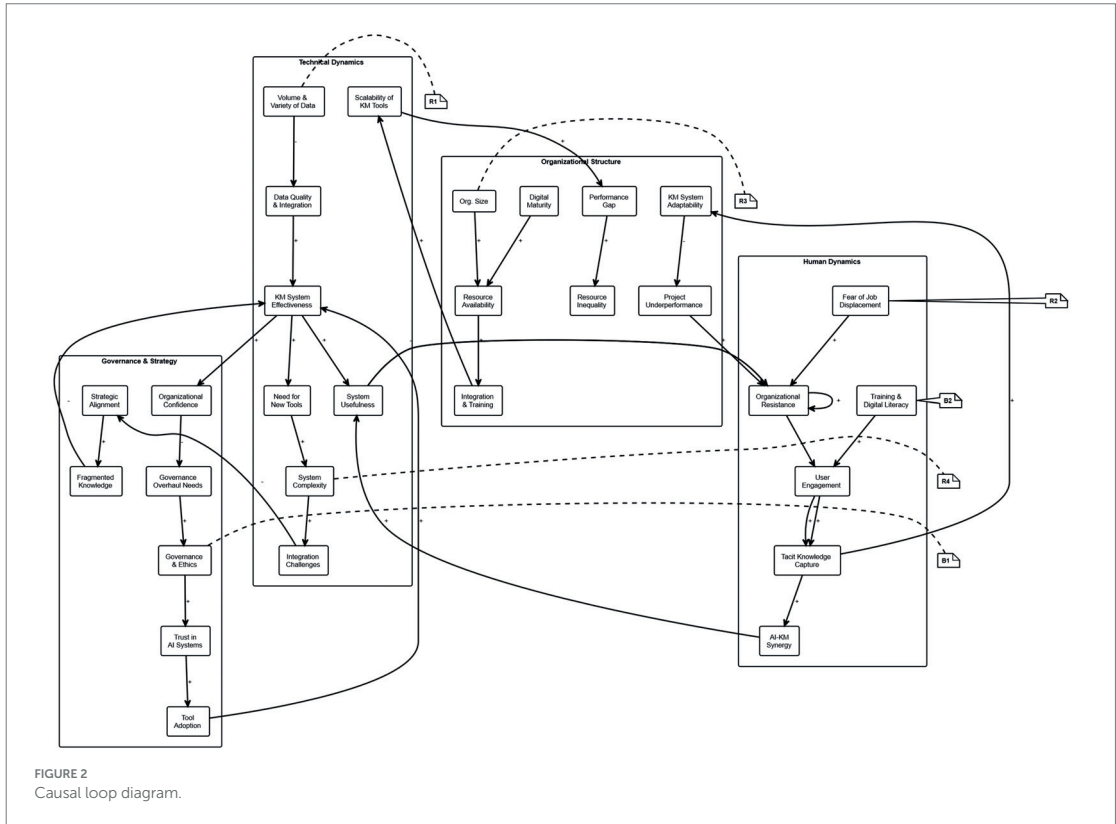 Technical Dynamics
Volume &
Variety of Data
Scalability of
KM Tools
R1
Data Quality
& Integration
KM System
Effectiveness
Need for
New Tools
System
Usefulness
System
Complexity
Integration
Challenges
Organizational Structure
Org. Size
Digital
Maturity
Performance
Gap
KM System
Adaptability
R3
Resource
Availability
Resource
Inequality
Project
Underperformance
Integration
& Training
Human Dynamics
Fear of Job
Displacement
R2
Organizational
Resistance
Training &
Digital Literacy
B2
User
Engagement
R4
Tacit Knowledge
Capture
B1
AI-KM
Synergy
Governance & Strategy
Strategic
Alignment
Organizational
Confidence
Fragmented
Knowledge
Governance
Overhaul Needs
Governance
& Ethics
Trust in
AI Systems
Tool
Adoption
FIGURE 2
Causal loop diagram.